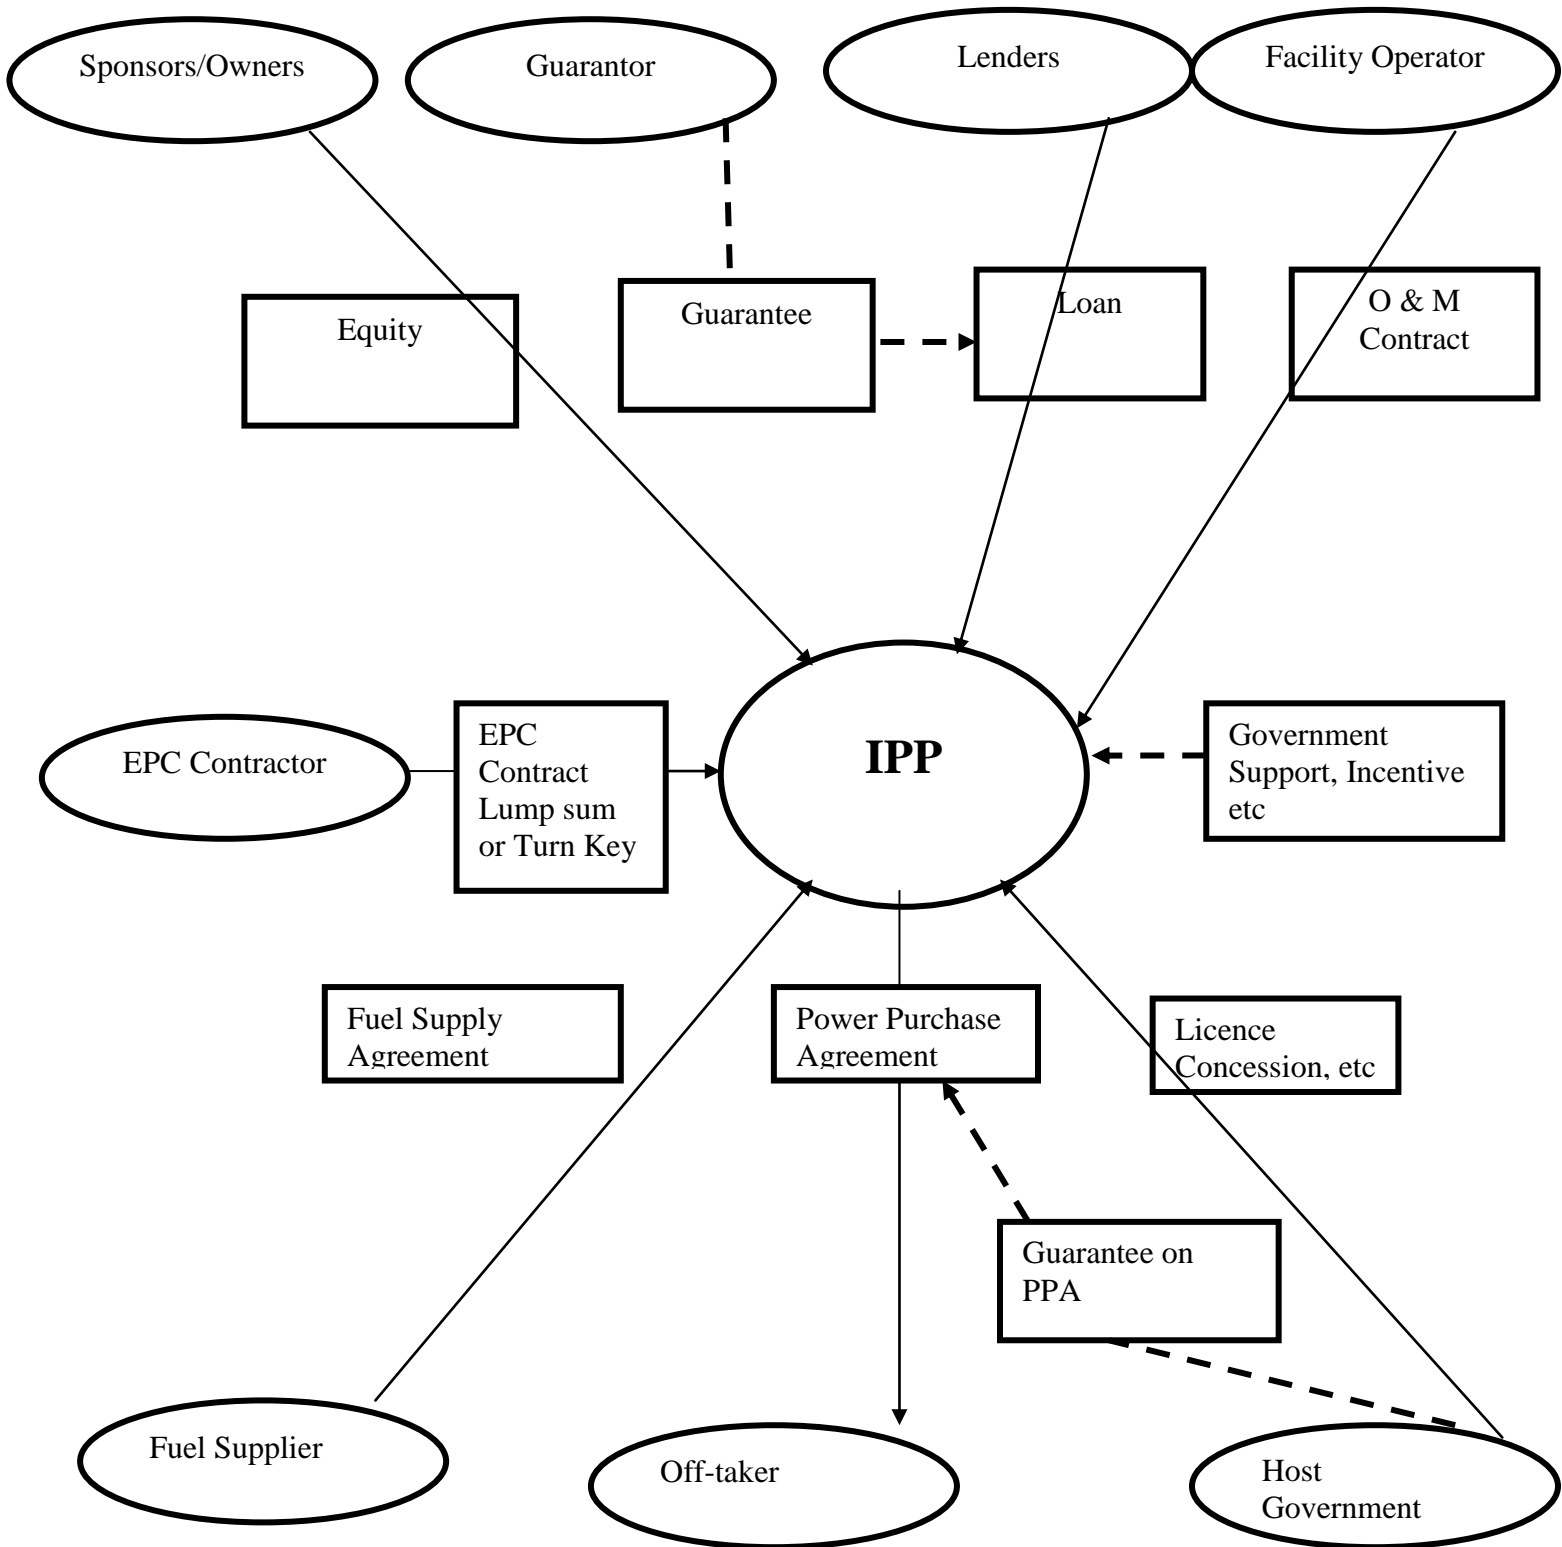 Sponsors/Owners
Guarantor
Lenders
Facility Operator
Equity
Guarantee
Loan
O & M
Contract
EPC Contractor
EPC
Contract
Lump sum
or Turn Key
IPP
Government
Support, Incentive
etc
Fuel Supply
Agreement
Power Purchase
Agreement
Licence
Concession, etc
Guarantee on
PPA
Fuel Supplier
Off-taker
Host
Government